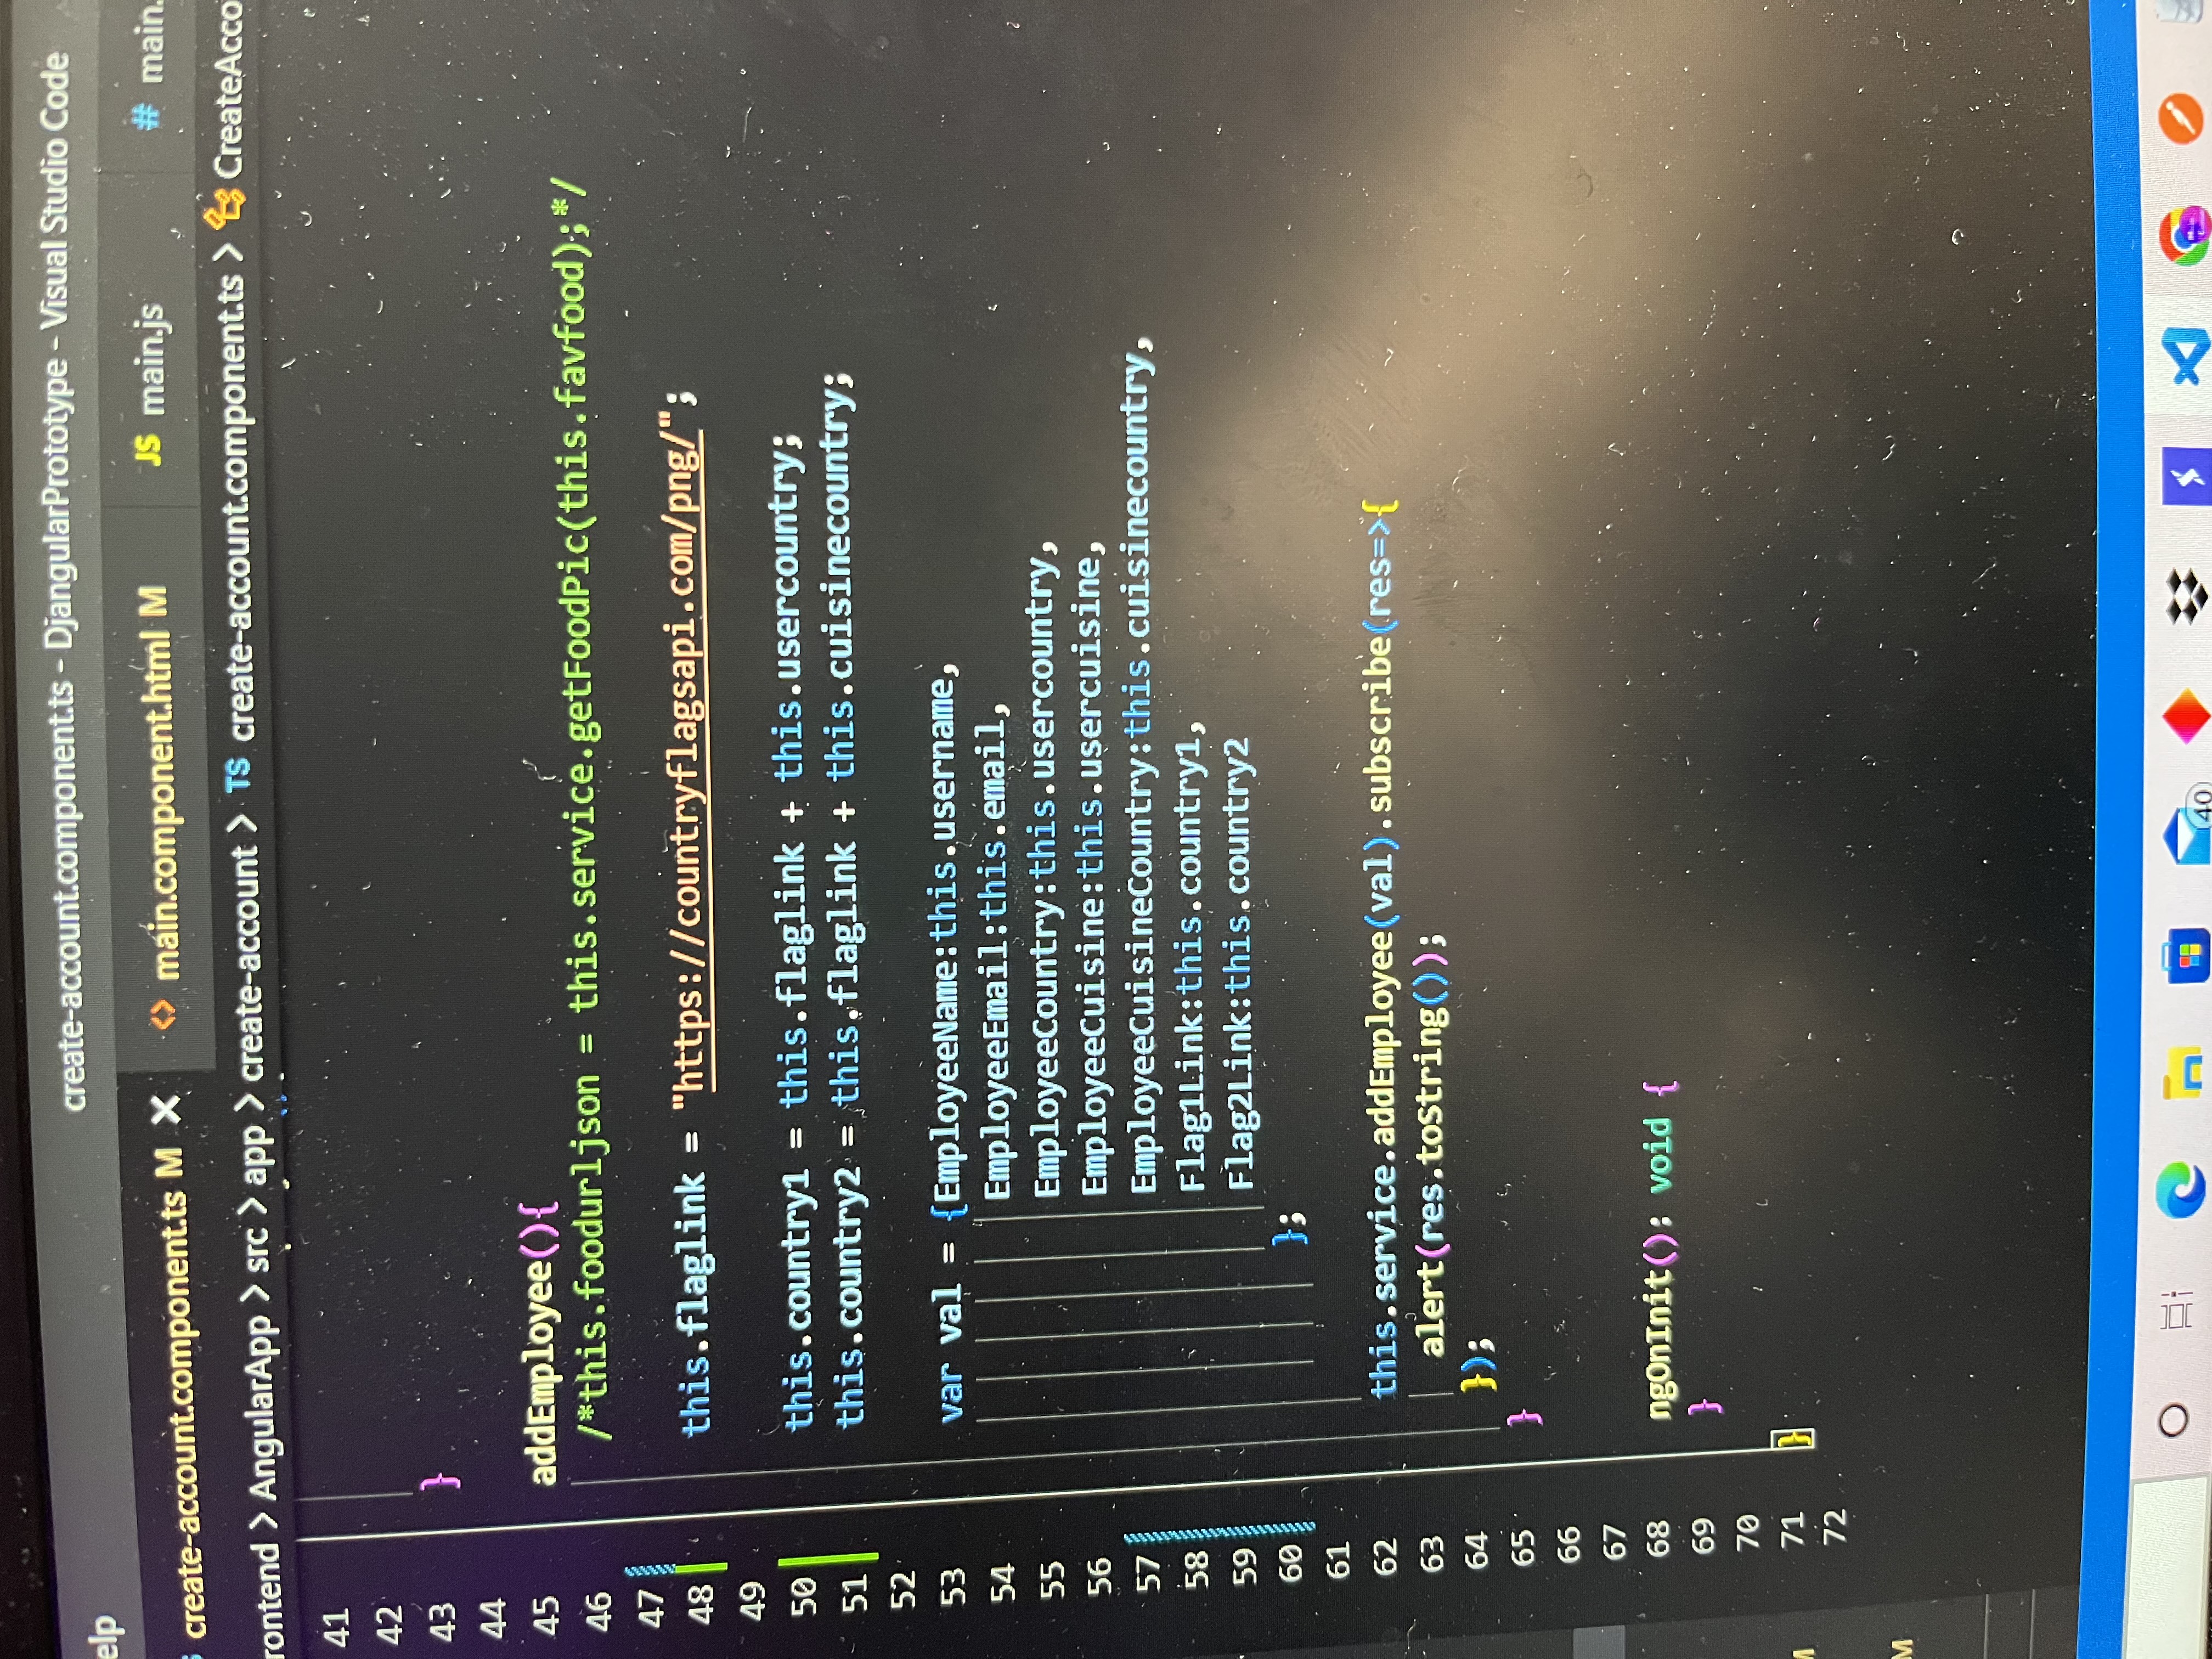 elp
create-account.component.ts - DjangularPrototype - Visual Studio Code
create-account.component.ts M
main.component.html M
JS main.js
# main.
rontend > AngularApp > src > app > create-account > TS create-account.component.ts > CreateAcco
41
42
43 }
44
45 addEmployee(){
46 /*this.foodurljson = this.service.getFoodPic(this.favfood);*/
47
48 this.flaglink = "https://countryflagsapi.com/png/";
49
50 this.country1 = this.flaglink + this.usercountry;
51 this.country2 = this.flaglink + this.cuisinecountry;
52
53 var val = {EmployeeName:this.username,
54 EmployeeEmail:this.email,
55 EmployeeCountry:this.usercountry,
56 EmployeeCuisine:this.usercuisine,
57 EmployeeCuisineCountry:this.cuisinecountry,
58 Flag1Link:this.country1,
59 Flag2Link:this.country2
60 };
61
62 this.service.addEmployee(val).subscribe(res=>{
63 alert(res.toString());
64 });
65 }
66
67
68 ngOnInit(): void {
69 }
70
71 }
72
M
M
40